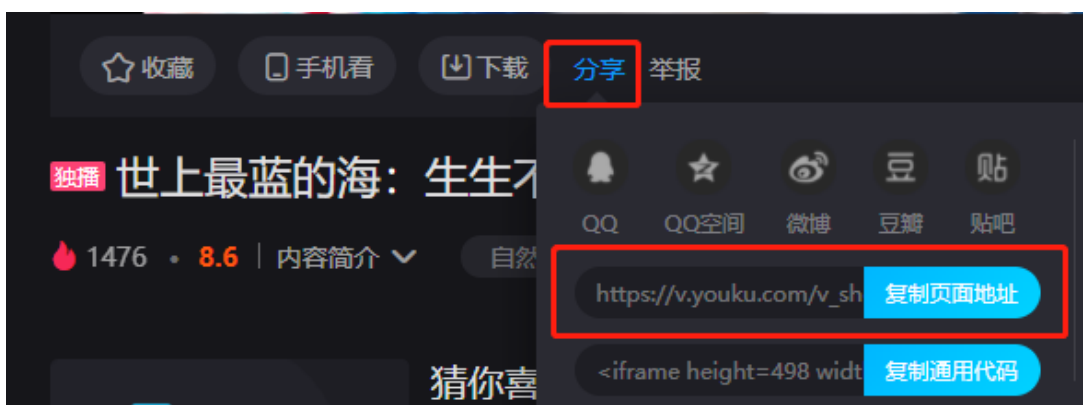 收藏 手机看 下载 分享 举报
独播 世上最蓝的海：生生不
QQ QQ空间 微博 豆瓣 贴吧
1476 • 8.6 内容简介 自然
https://v.youku.com/v_sh 复制页面地址
<iframe height=498 widt 复制通用代码
猜你喜